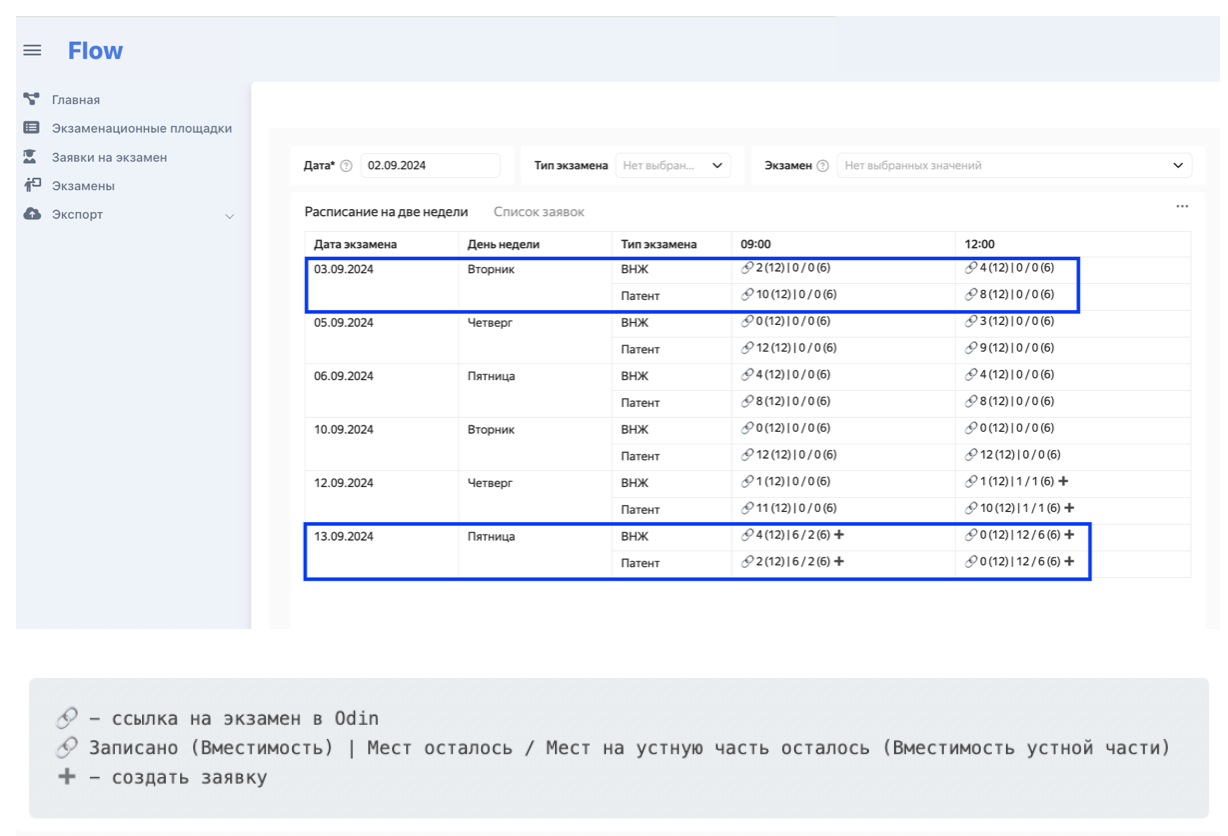 Flow
Главная
Экзаменационные площадки
Заявки на экзамен
Экзамены
Экспорт
Дата* ? 02.09.2024 Тип экзамена Нет выбран... Экзамен ? Нет выбранных значений
Расписание на две недели Список заявок ...
Дата экзамена День недели Тип экзамена 09:00 12:00
03.09.2024 Вторник ВНЖ 🔗 2 (12) | 0 / 0 (6) 🔗 4 (12) | 0 / 0 (6)
Патент 🔗 10 (12) | 0 / 0 (6) 🔗 8 (12) | 0 / 0 (6)
05.09.2024 Четверг ВНЖ 🔗 0 (12) | 0 / 0 (6) 🔗 3 (12) | 0 / 0 (6)
Патент 🔗 12 (12) | 0 / 0 (6) 🔗 9 (12) | 0 / 0 (6)
06.09.2024 Пятница ВНЖ 🔗 4 (12) | 0 / 0 (6) 🔗 4 (12) | 0 / 0 (6)
Патент 🔗 8 (12) | 0 / 0 (6) 🔗 8 (12) | 0 / 0 (6)
10.09.2024 Вторник ВНЖ 🔗 0 (12) | 0 / 0 (6) 🔗 0 (12) | 0 / 0 (6)
Патент 🔗 12 (12) | 0 / 0 (6) 🔗 12 (12) | 0 / 0 (6)
12.09.2024 Четверг ВНЖ 🔗 1 (12) | 0 / 0 (6) 🔗 1 (12) | 1 / 1 (6) ➕
Патент 🔗 11 (12) | 0 / 0 (6) 🔗 10 (12) | 1 / 1 (6) ➕
13.09.2024 Пятница ВНЖ 🔗 4 (12) | 6 / 2 (6) ➕ 🔗 0 (12) | 12 / 6 (6) ➕
Патент 🔗 2 (12) | 6 / 2 (6) ➕ 🔗 0 (12) | 12 / 6 (6) ➕
🔗 – ссылка на экзамен в Odin
🔗 Записано (Вместимость) | Мест осталось / Мест на устную часть осталось (Вместимость устной части)
➕ – создать заявку